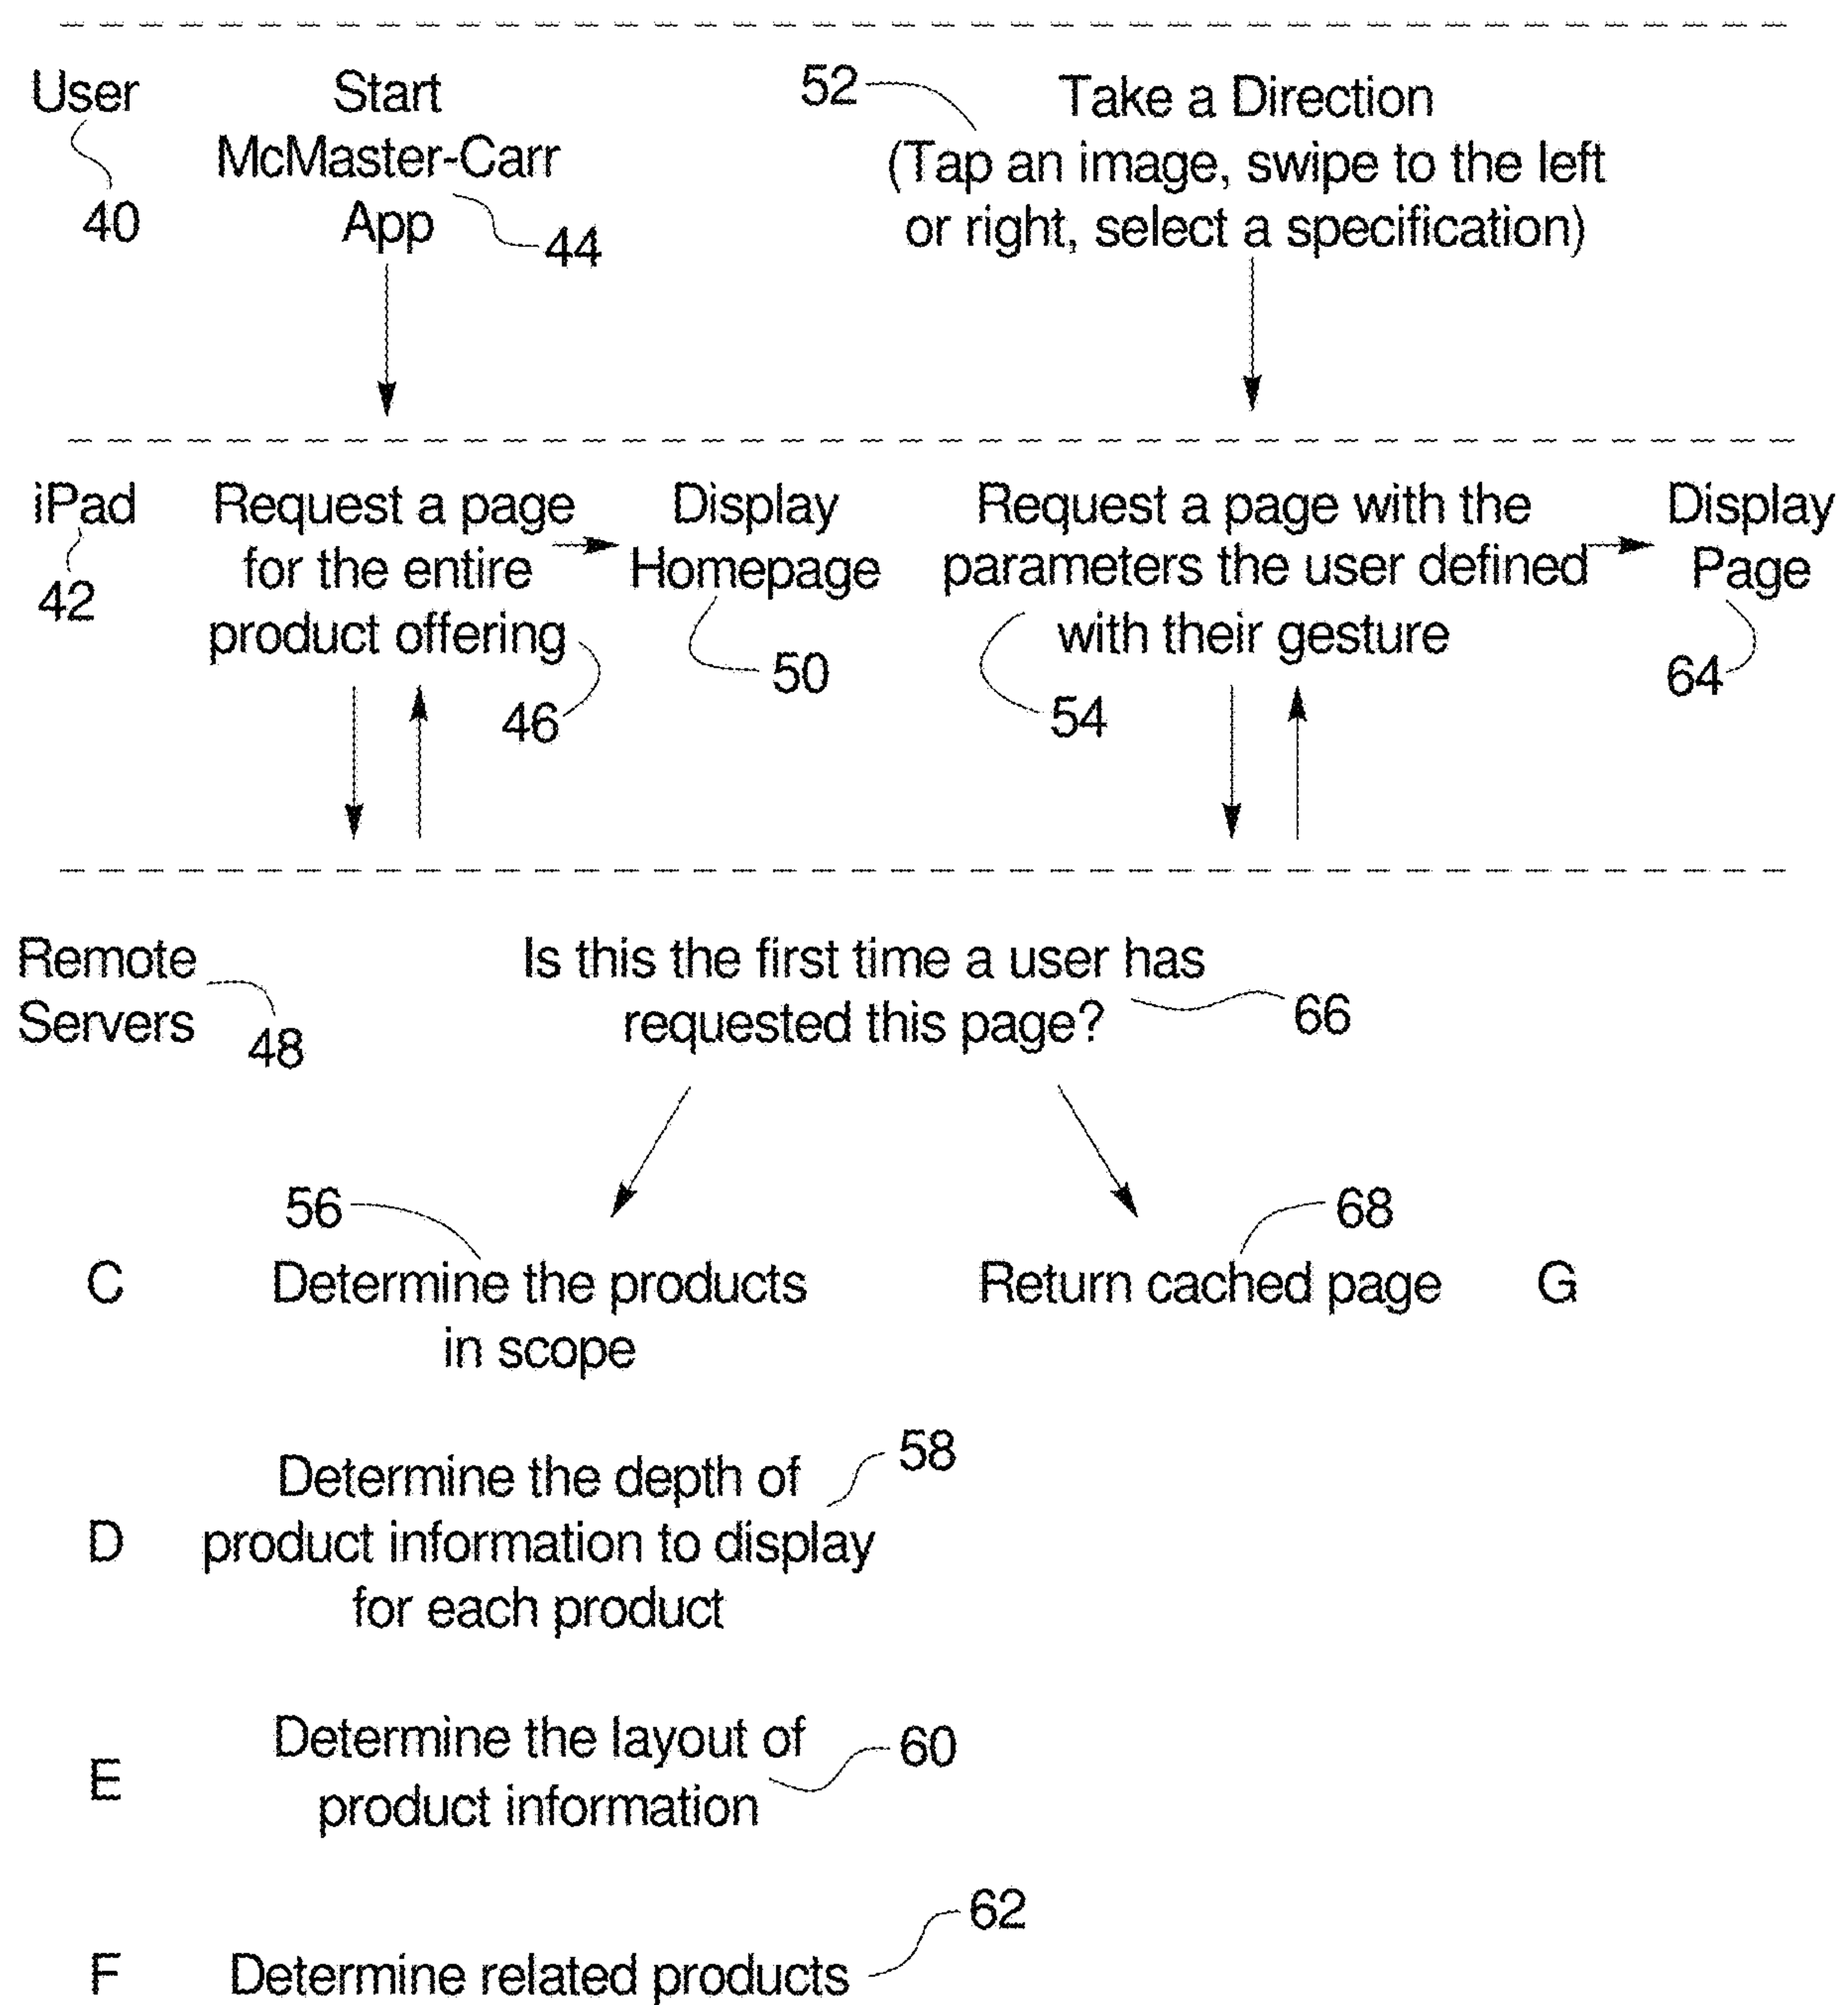 User
40
Start
McMaster-Carr
App
44
52
Take a Direction
(Tap an image, swipe to the left
or right, select a specification)
iPad
42
Request a page
for the entire
product offering
46
Display
Homepage
50
Request a page with the
parameters the user defined
with their gesture
54
Display
Page
64
Remote
Servers
48
Is this the first time a user has
requested this page?
66
56
68
C
Determine the products
in scope
Return cached page
G
58
D
Determine the depth of
product information to display
for each product
E
Determine the layout of
product information
60
62
F
Determine related products